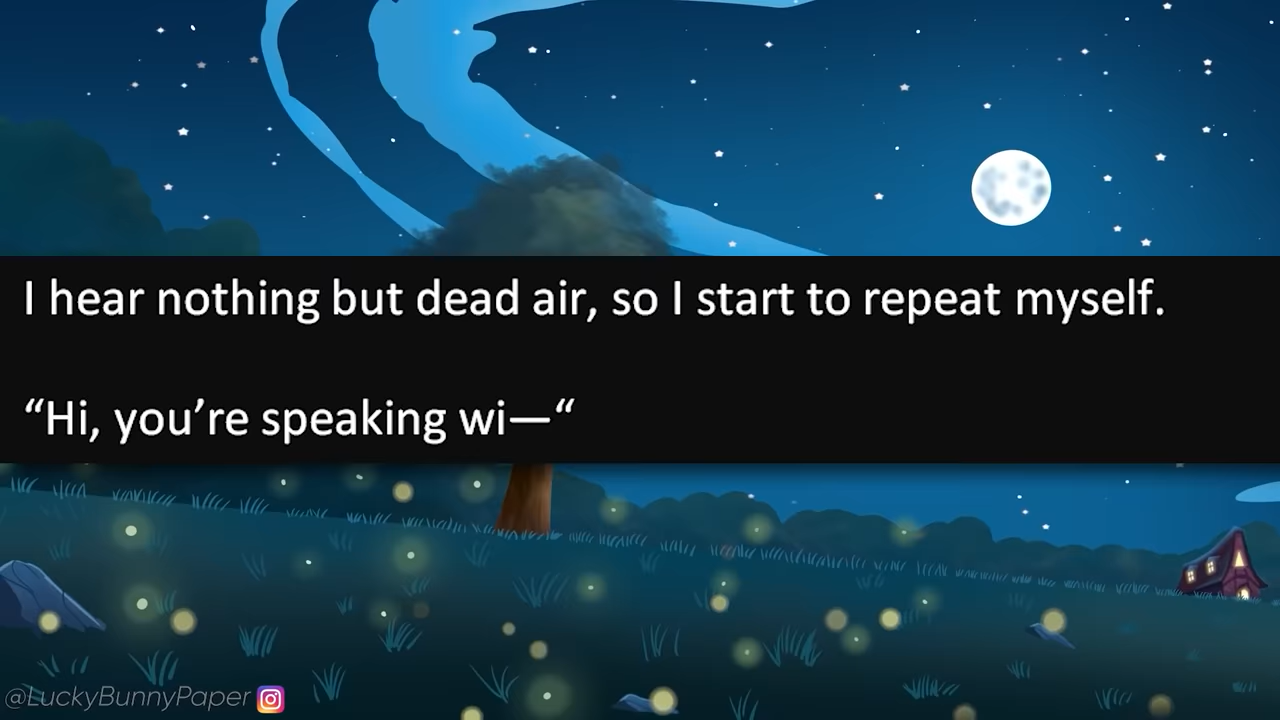 I hear nothing but dead air, so I start to repeat myself.
“Hi, you’re speaking wi—“
@LuckyBunnyPaper